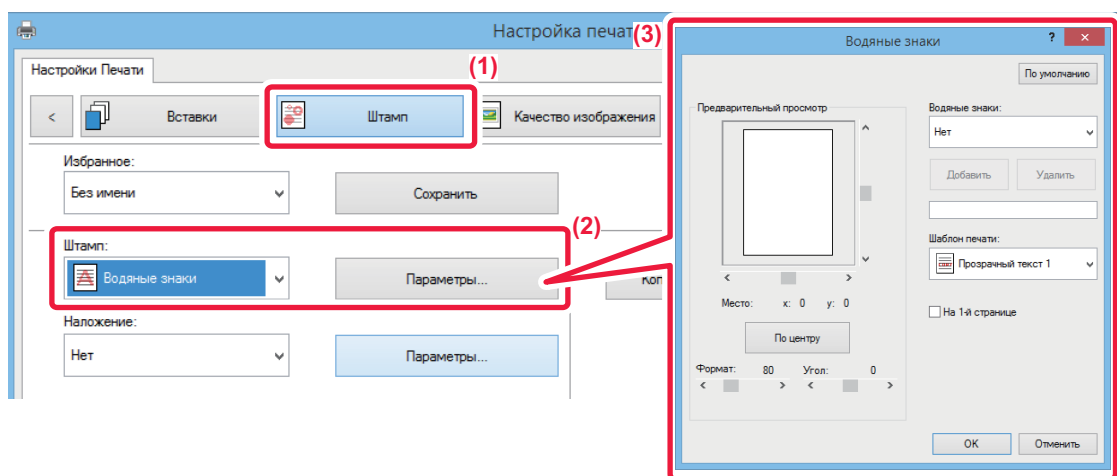 Настройка печат
(3)
Настройки Печати
(1)
<
Вставки
Штамп
Качество изображения
Избранное:
Без имени
Сохранить
(2)
Штамп:
Водяные знаки
Параметры...
Наложение:
Нет
Параметры...
Водяные знаки
?
×
По умолчанию
Предварительный просмотр
Водяные знаки:
Нет
Добавить
Удалить
Шаблон печати:
Прозрачный текст 1
Место: x: 0 y: 0
На 1-й странице
По центру
Формат: 80 Угол: 0
OK
Отменить